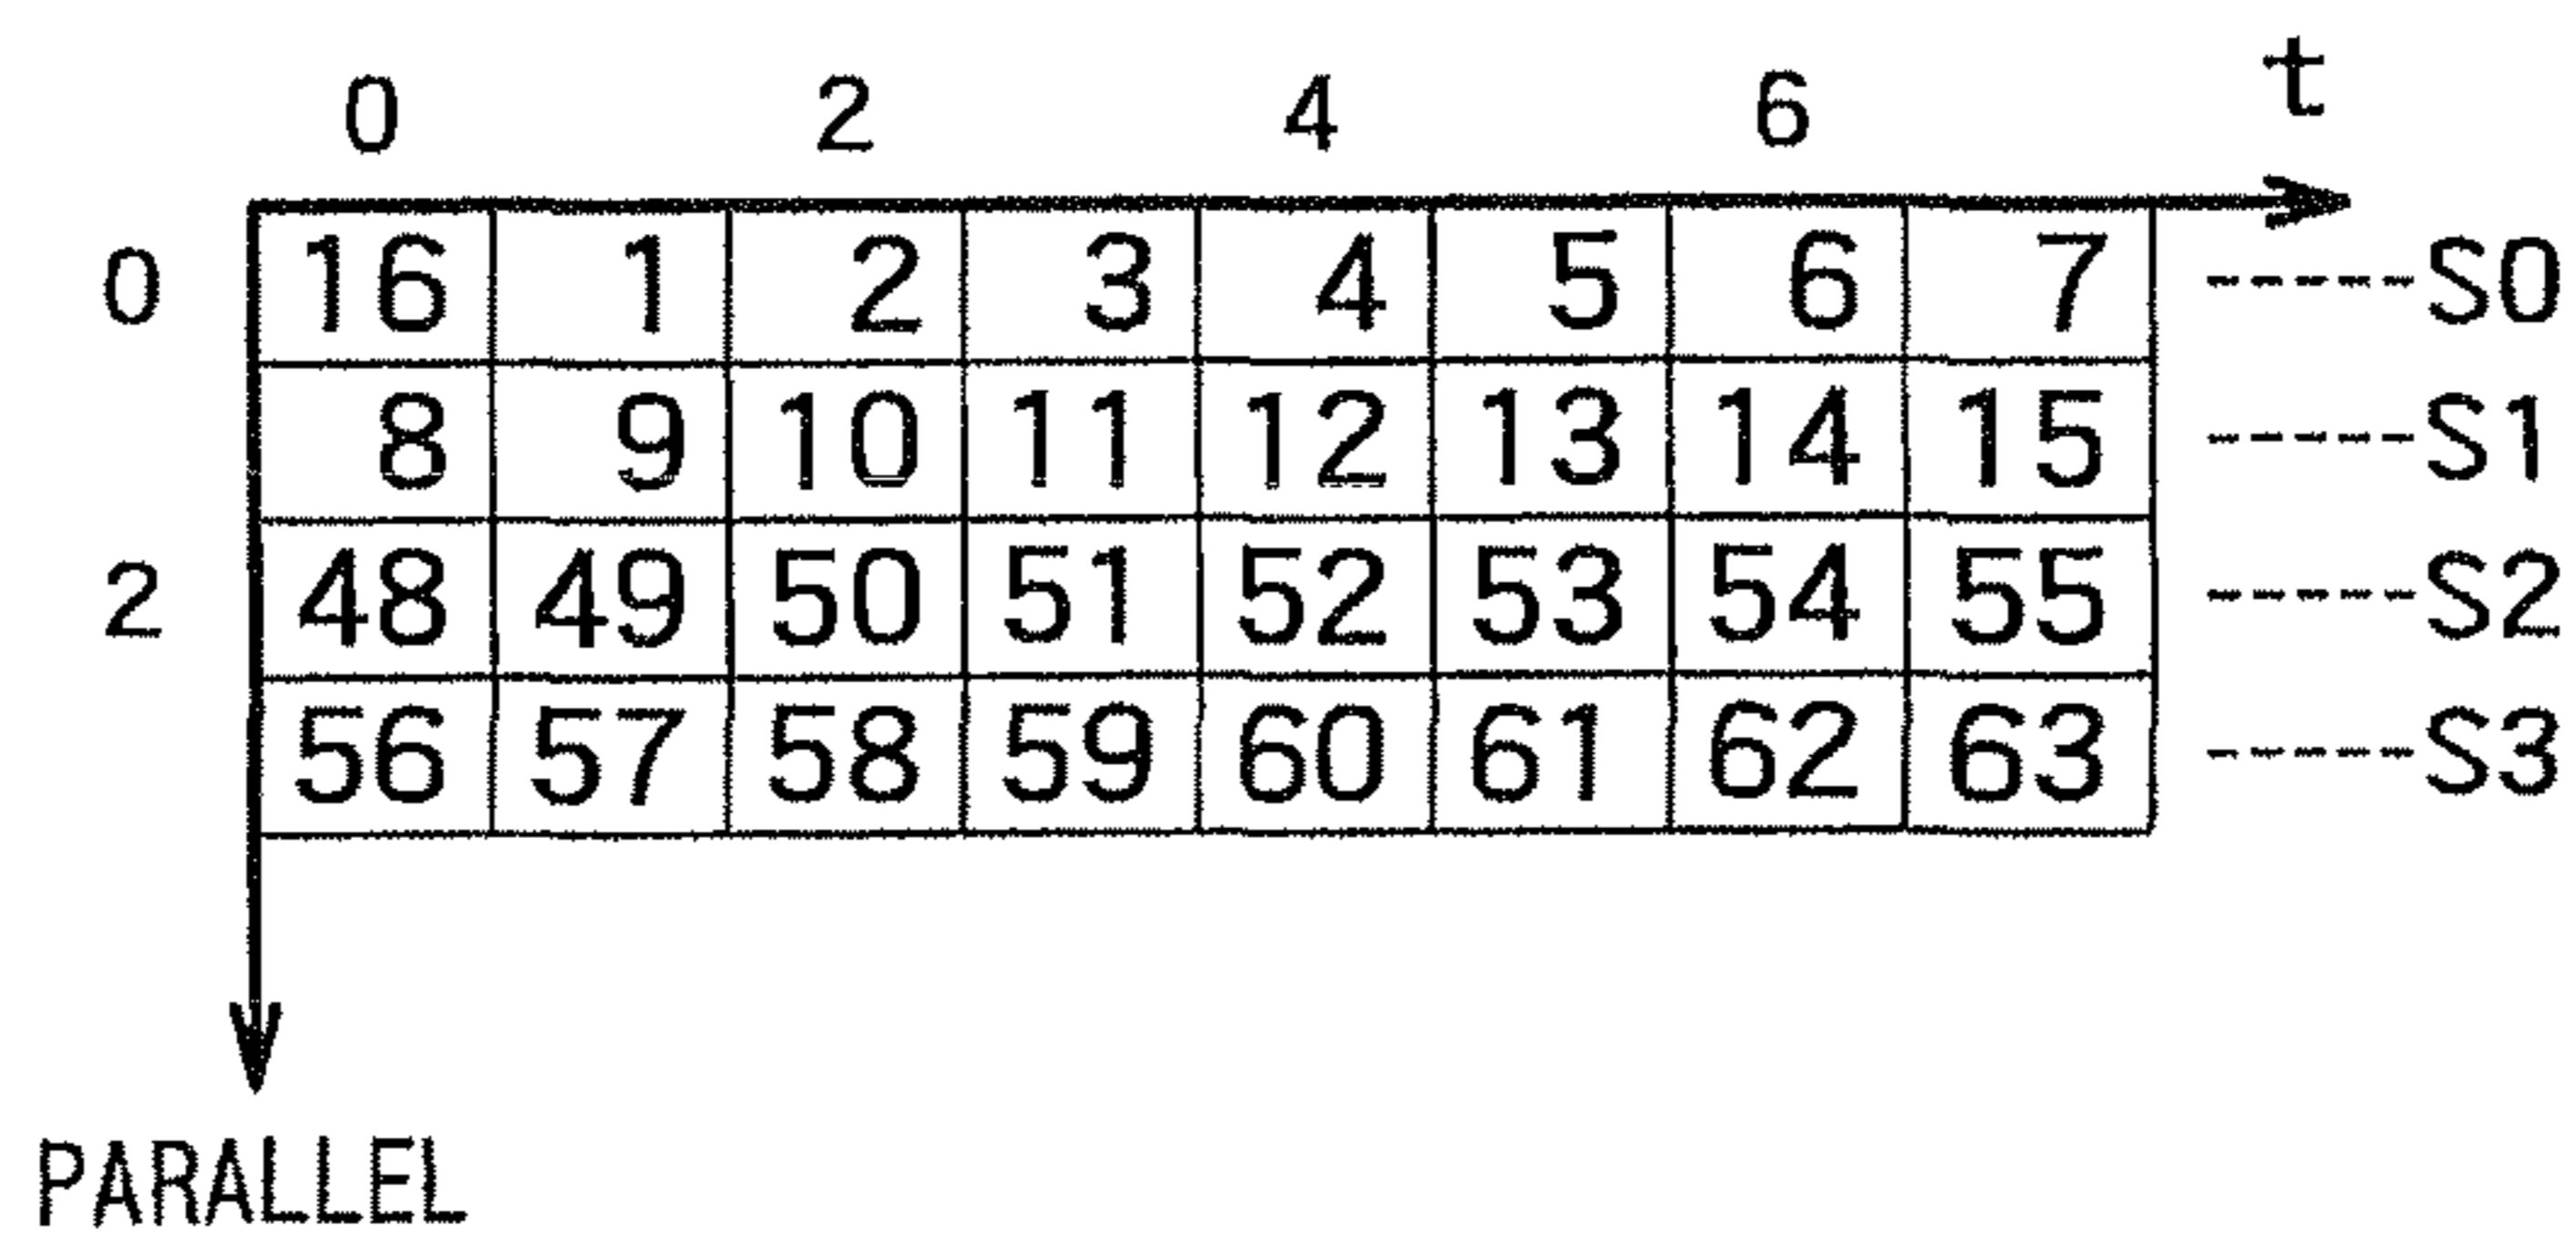 0 2 4 6 t
0 16 1 2 3 4 5 6 7 S0
8 9 10 11 12 13 14 15 S1
2 48 49 50 51 52 53 54 55 S2
56 57 58 59 60 61 62 63 S3
PARALLEL